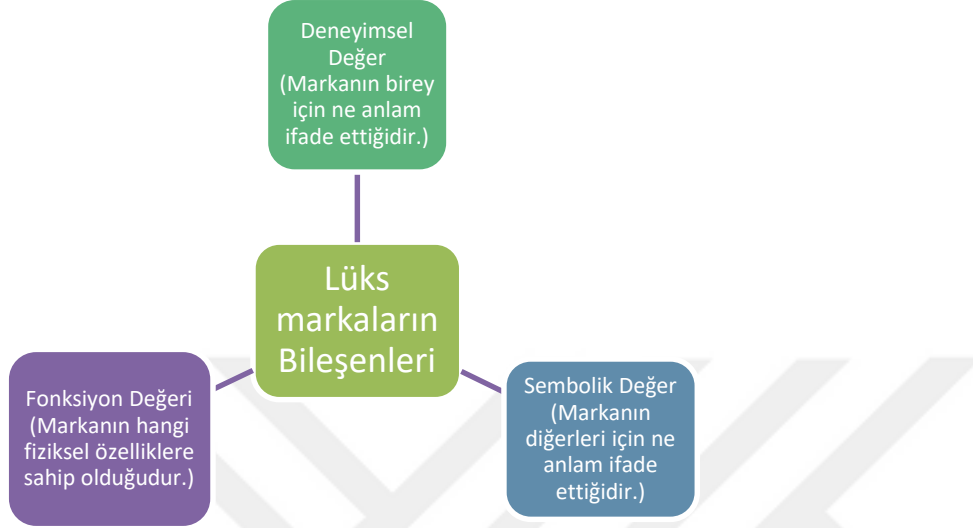 Deneyimsel
Değer
(Markanın birey
için ne anlam
ifade ettiğidir.)
Lüks
markaların
Bileşenleri
Fonksiyon Değeri
(Markanın hangi
fiziksel özelliklere
sahip olduğudur.)
Sembolik Değer
(Markanın
diğerleri için ne
anlam ifade
ettiğidir.)